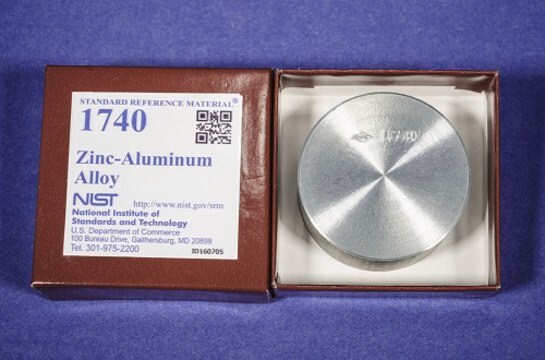 STANDARD REFERENCE MATERIAL®
1740
Zinc-Aluminum
Alloy
NIST http://www.nist.gov/srm
National Institute of
Standards and Technology
U.S. Department of Commerce
100 Bureau Drive, Gaithersburg, MD 20899
Tel. 301-975-2200
ID160705
1740